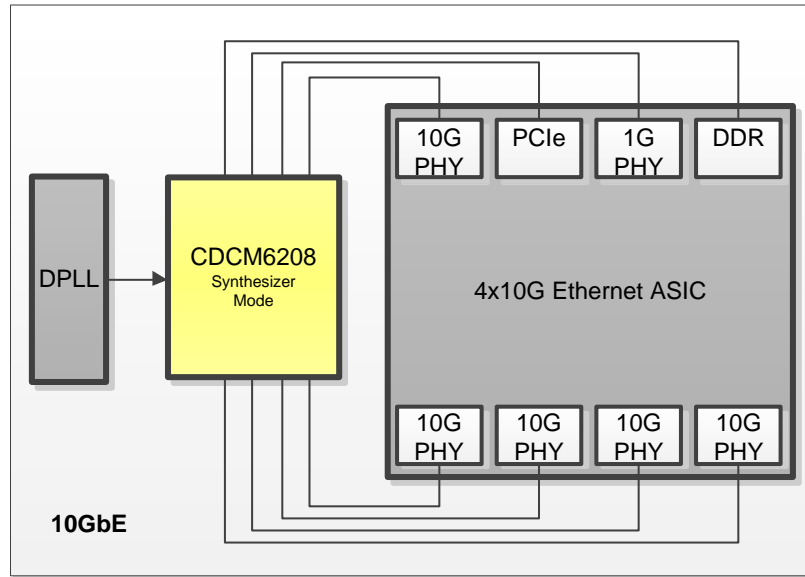 10G
PHY
PCIe
1G
PHY
DDR
DPLL
CDCM6208
Synthesizer
Mode
4x10G Ethernet ASIC
10G
PHY
10G
PHY
10G
PHY
10G
PHY
10GbE